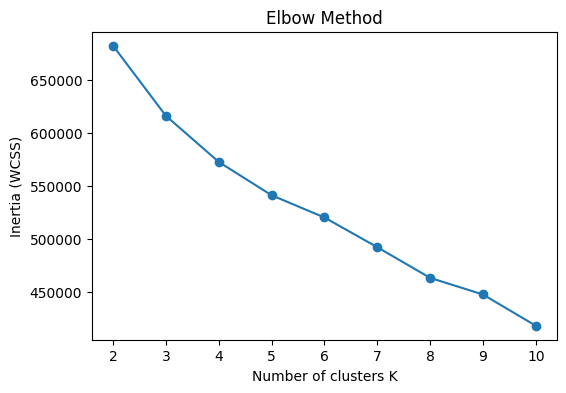 Elbow Method
Inertia (WCSS)
650000
600000
550000
500000
450000
2 3 4 5 6 7 8 9 10
Number of clusters K